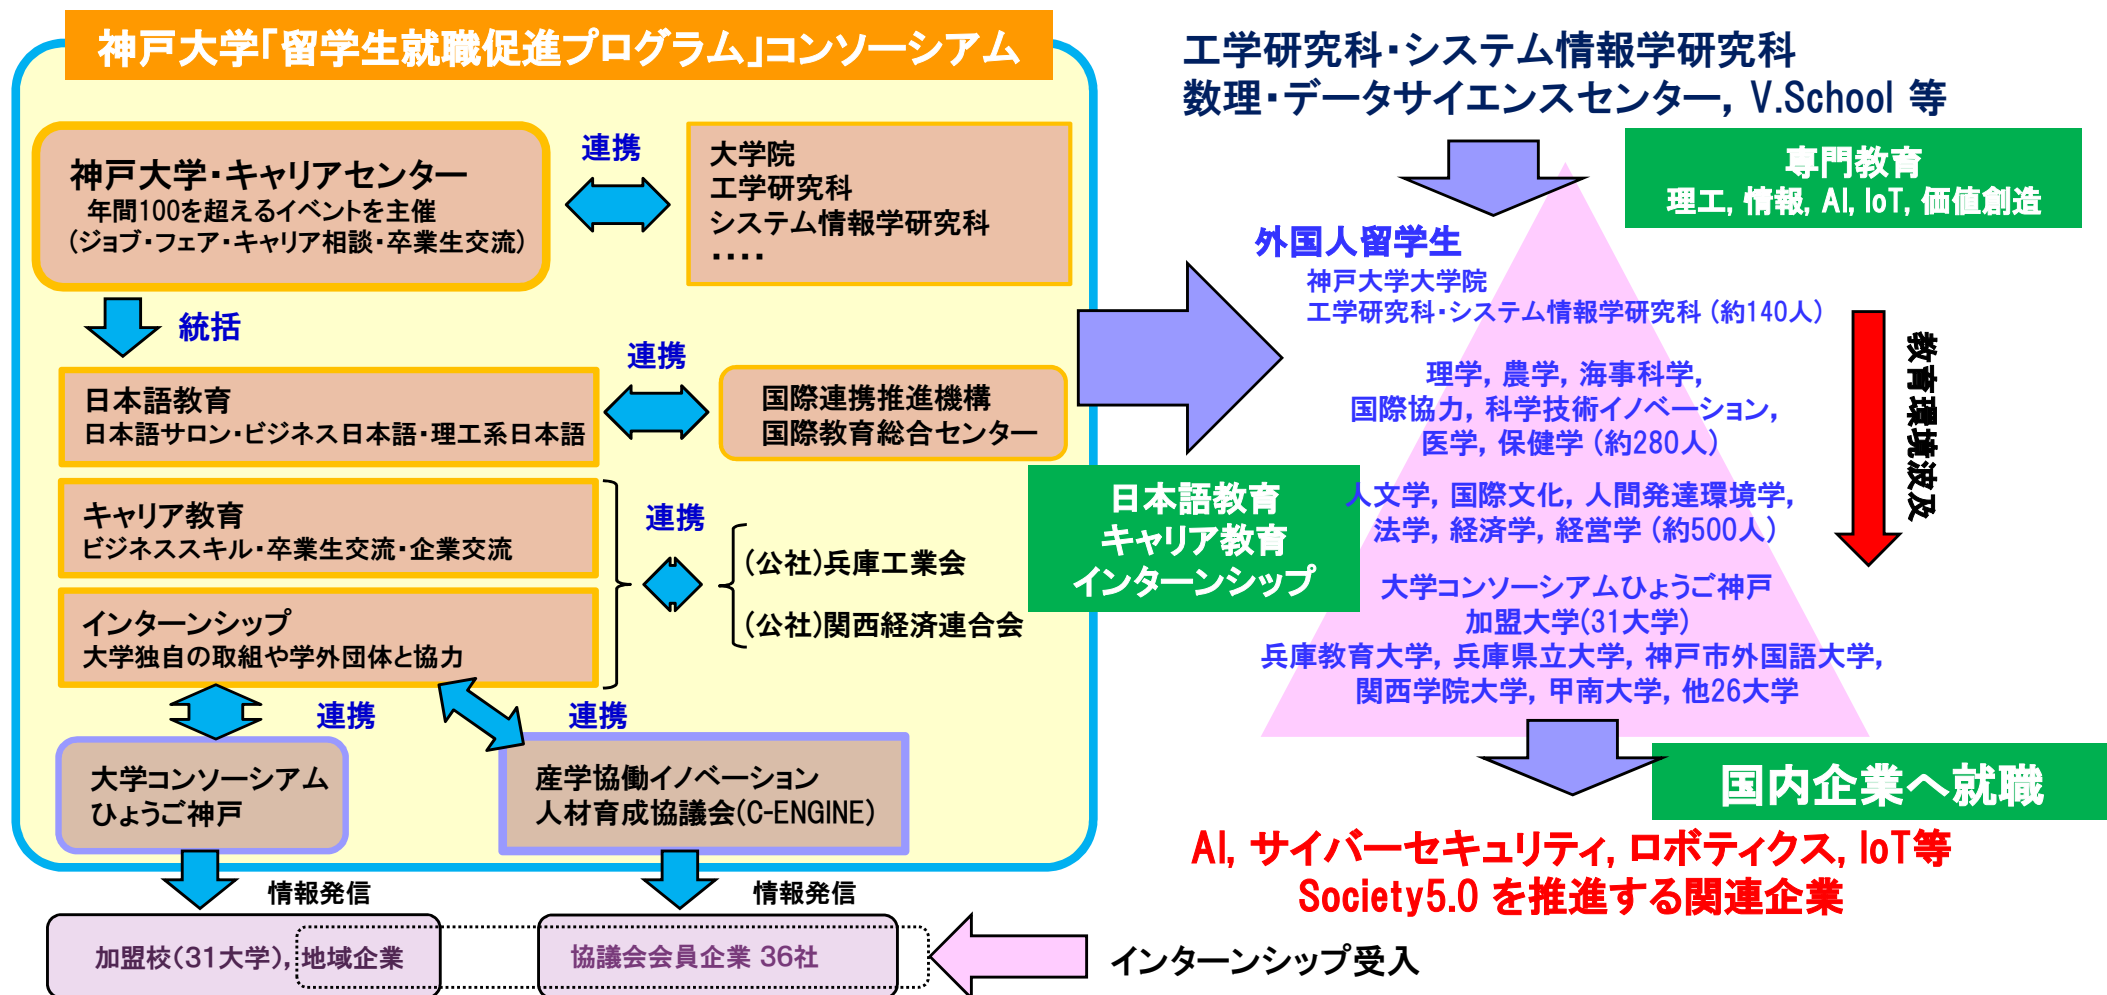 神戸大学「留学生就職促進プログラム」コンソーシアム
神戸大学・キャリアセンター
年間100を超えるイベントを主催
(ジョブ・フェア・キャリア相談・卒業生交流)
連携
大学院
工学研究科
システム情報学研究科
・・・・
統括
日本語教育
日本語サロン・ビジネス日本語・理工系日本語
連携
国際連携推進機構
国際教育総合センター
キャリア教育
ビジネススキル・卒業生交流・企業交流
インターンシップ
大学独自の取組や学外団体と協力
連携
(公社)兵庫工業会
(公社)関西経済連合会
連携
連携
大学コンソーシアム
ひょうご神戸
産学協働イノベーション
人材育成協議会(C-ENGINE)
情報発信
情報発信
加盟校(31大学), 地域企業
協議会会員企業 36社
インターンシップ受入
工学研究科・システム情報学研究科
数理・データサイエンスセンター, V.School 等
専門教育
理工, 情報, AI, IoT, 価値創造
外国人留学生
神戸大学大学院
工学研究科・システム情報学研究科 (約140人)
理学, 農学, 海事科学,
国際協力, 科学技術イノベーション,
医学, 保健学 (約280人)
人文学, 国際文化, 人間発達環境学,
法学, 経済学, 経営学 (約500人)
大学コンソーシアムひょうご神戸
加盟大学(31大学)
兵庫教育大学, 兵庫県立大学, 神戸市外国語大学,
関西学院大学, 甲南大学, 他26大学
教育環境波及
日本語教育
キャリア教育
インターンシップ
国内企業へ就職
AI, サイバーセキュリティ, ロボティクス, IoT等
Society5.0 を推進する関連企業